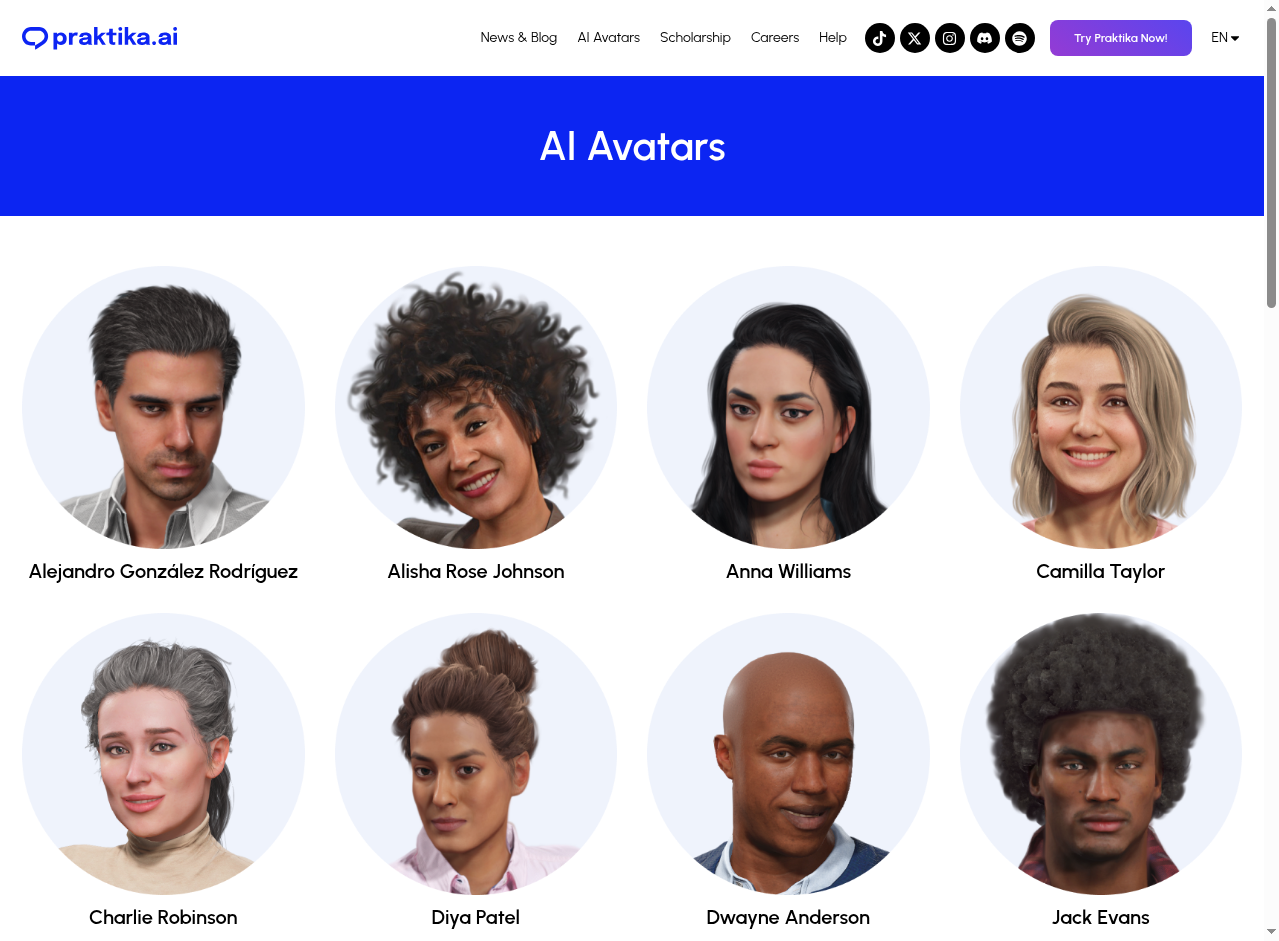 praktika.ai
News & Blog
AI Avatars
Scholarship
Careers
Help
Try Praktika Now!
EN
AI Avatars
Alejandro González Rodríguez
Alisha Rose Johnson
Anna Williams
Camilla Taylor
Charlie Robinson
Diya Patel
Dwayne Anderson
Jack Evans